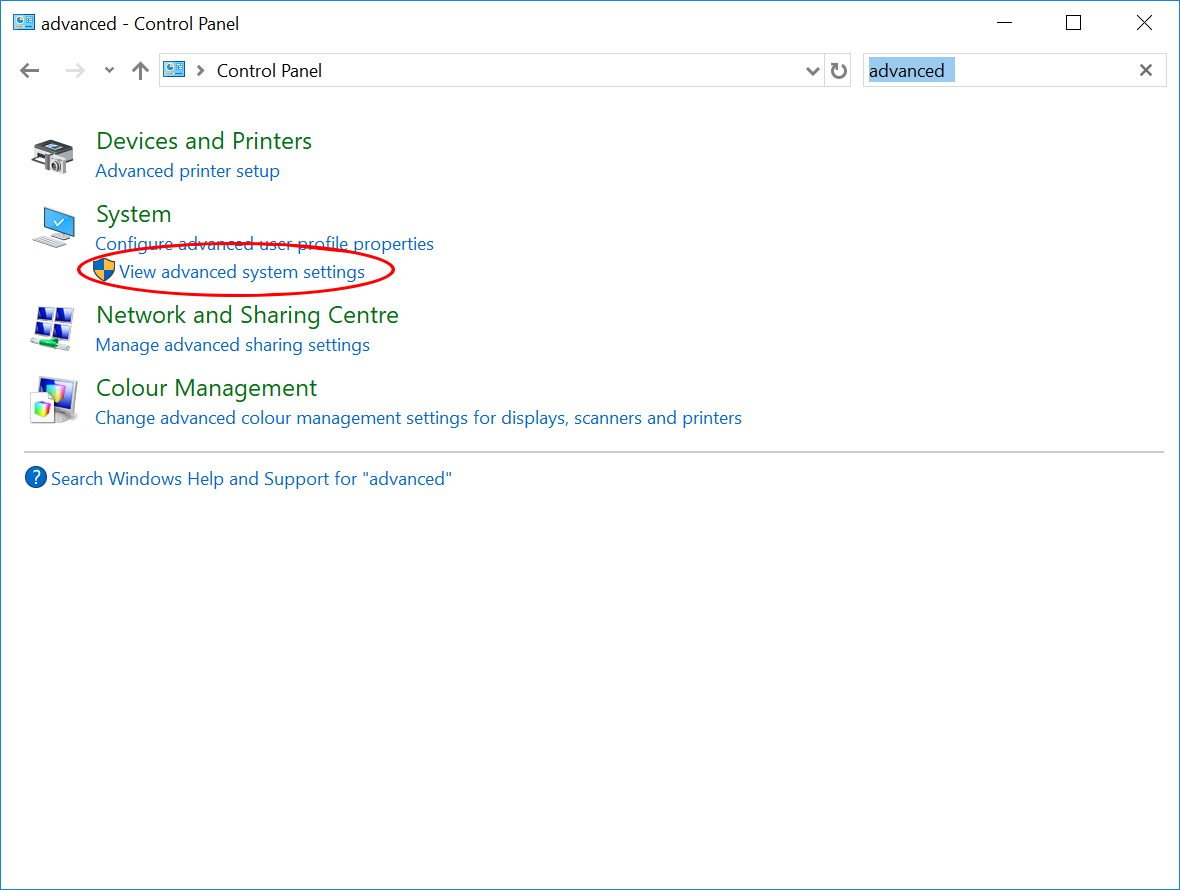 advanced - Control Panel
Control Panel
advanced
Devices and Printers
Advanced printer setup
System
Configure advanced user profile properties
View advanced system settings
Network and Sharing Centre
Manage advanced sharing settings
Colour Management
Change advanced colour management settings for displays, scanners and printers
? Search Windows Help and Support for "advanced"